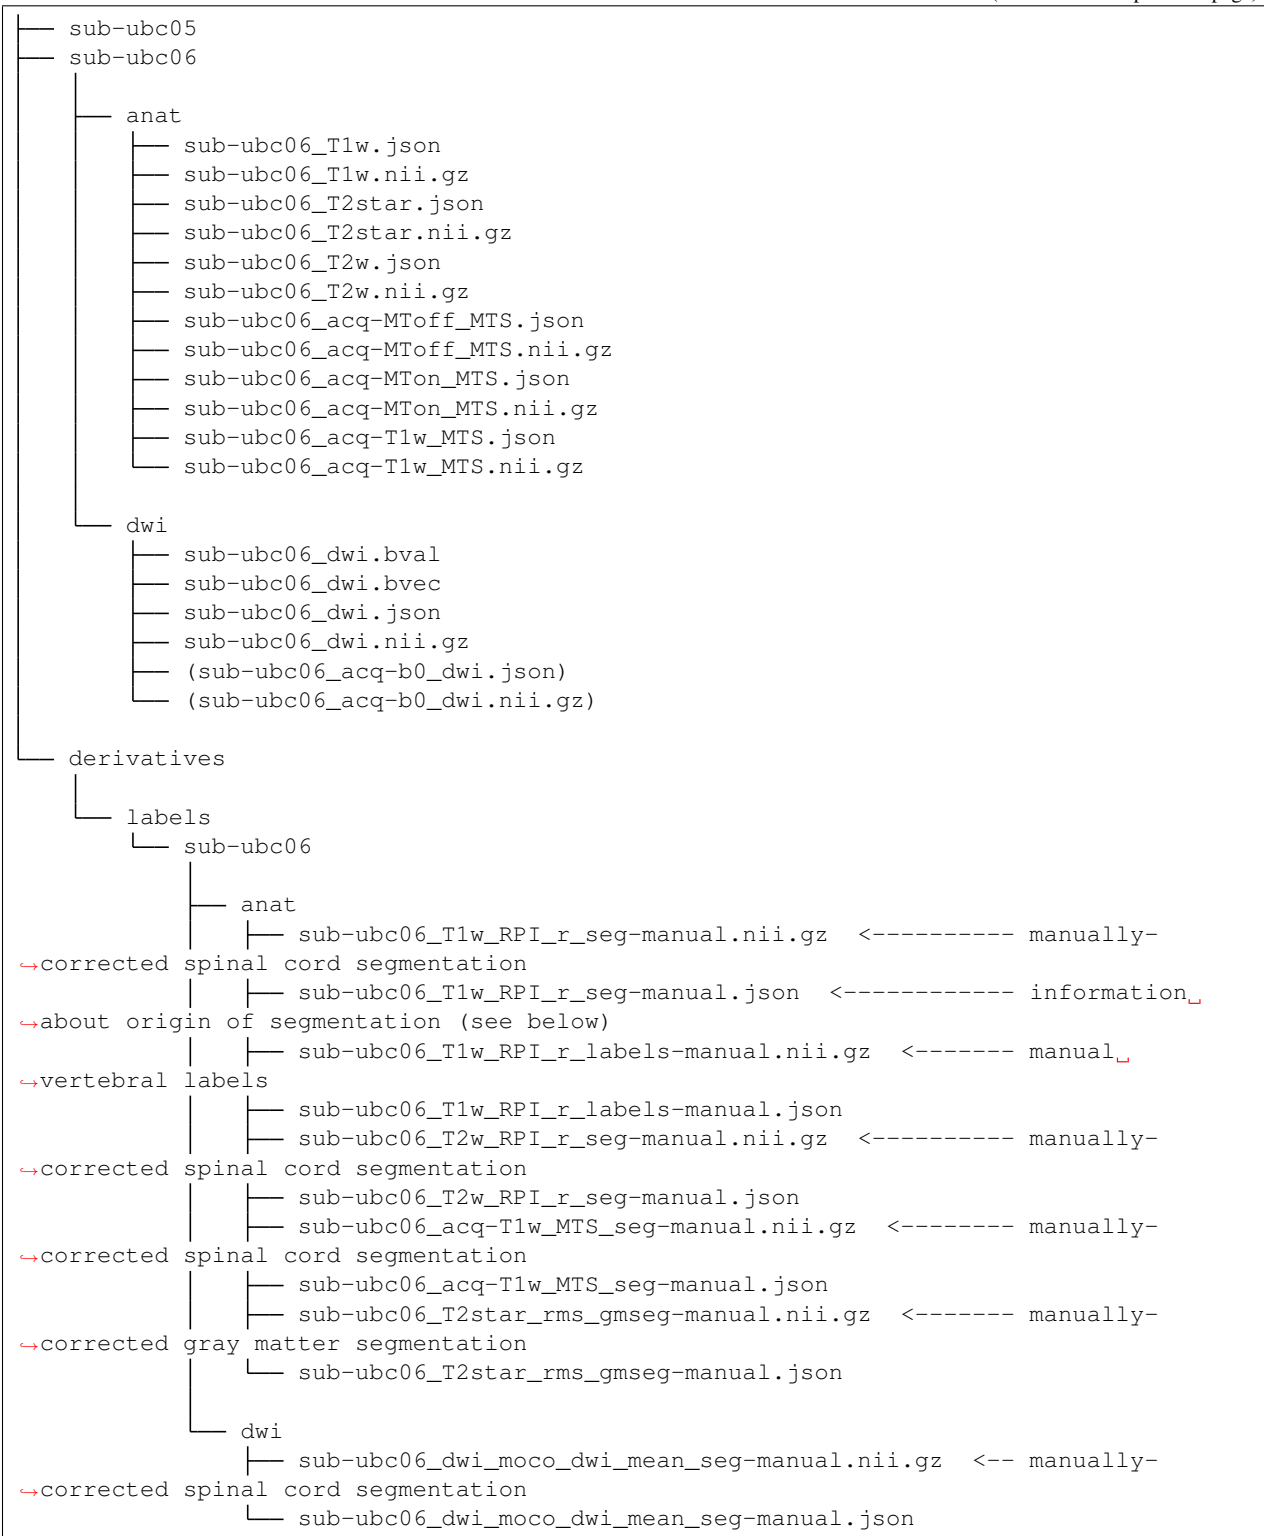 ├── sub-ubc05
├── sub-ubc06
│   │
│   ├── anat
│   │   ├── sub-ubc06_T1w.json
│   │   ├── sub-ubc06_T1w.nii.gz
│   │   ├── sub-ubc06_T2star.json
│   │   ├── sub-ubc06_T2star.nii.gz
│   │   ├── sub-ubc06_T2w.json
│   │   ├── sub-ubc06_T2w.nii.gz
│   │   ├── sub-ubc06_acq-MToff_MTS.json
│   │   ├── sub-ubc06_acq-MToff_MTS.nii.gz
│   │   ├── sub-ubc06_acq-MTon_MTS.json
│   │   ├── sub-ubc06_acq-MTon_MTS.nii.gz
│   │   ├── sub-ubc06_acq-T1w_MTS.json
│   │   └── sub-ubc06_acq-T1w_MTS.nii.gz
│   │
│   └── dwi
│       ├── sub-ubc06_dwi.bval
│       ├── sub-ubc06_dwi.bvec
│       ├── sub-ubc06_dwi.json
│       ├── sub-ubc06_dwi.nii.gz
│       ├── (sub-ubc06_acq-b0_dwi.json)
│       └── (sub-ubc06_acq-b0_dwi.nii.gz)
│
└── derivatives
    │
    └── labels
        └── sub-ubc06
            │
            ├── anat
            │   ├── sub-ubc06_T1w_RPI_r_seg-manual.nii.gz  <---------- manually-
↪corrected spinal cord segmentation
            │   ├── sub-ubc06_T1w_RPI_r_seg-manual.json  <------------ information␣
↪about origin of segmentation (see below)
            │   ├── sub-ubc06_T1w_RPI_r_labels-manual.nii.gz  <------- manual␣
↪vertebral labels
            │   ├── sub-ubc06_T1w_RPI_r_labels-manual.json
            │   ├── sub-ubc06_T2w_RPI_r_seg-manual.nii.gz  <---------- manually-
↪corrected spinal cord segmentation
            │   ├── sub-ubc06_T2w_RPI_r_seg-manual.json
            │   ├── sub-ubc06_acq-T1w_MTS_seg-manual.nii.gz  <-------- manually-
↪corrected spinal cord segmentation
            │   ├── sub-ubc06_acq-T1w_MTS_seg-manual.json
            │   ├── sub-ubc06_T2star_rms_gmseg-manual.nii.gz  <------- manually-
↪corrected gray matter segmentation
            │   └── sub-ubc06_T2star_rms_gmseg-manual.json
            │
            └── dwi
                ├── sub-ubc06_dwi_moco_dwi_mean_seg-manual.nii.gz  <-- manually-
↪corrected spinal cord segmentation
                └── sub-ubc06_dwi_moco_dwi_mean_seg-manual.json